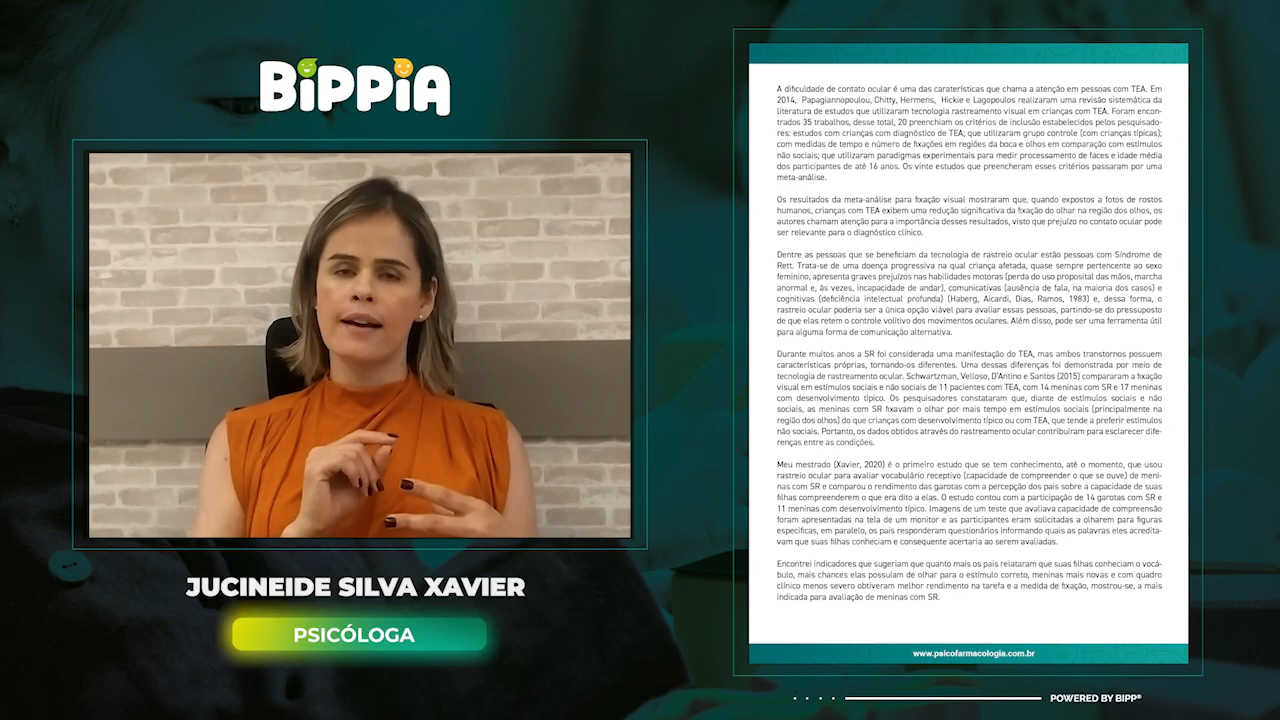 BiPPiA
JUCINEIDE SILVA XAVIER
PSICÓLOGA
A dificuldade de contato ocular é uma das caraterísticas que chama a atenção em pessoas com TEA. Em
2014, Papagiannopoulou, Chitty, Hermens, Hickie e Lagopoulos realizaram uma revisão sistemática da
literatura de estudos que utilizaram tecnologia rastreamento visual em crianças com TEA. Foram encon-
trados 35 trabalhos, desse total, 20 preenchiam os critérios de inclusão estabelecidos pelos pesquisado-
res: estudos com crianças com diagnóstico de TEA; que utilizaram grupo controle (com crianças típicas);
com medidas de tempo e número de fixações em regiões da boca e olhos em comparação com estímulos
não sociais; que utilizaram paradigmas experimentais para medir processamento de faces e idade média
dos participantes de até 16 anos. Os vinte estudos que preencheram esses critérios passaram por uma
meta-análise.
Os resultados da meta-análise para fixação visual mostraram que, quando expostos a fotos de rostos
humanos, crianças com TEA exibem uma redução significativa da fixação do olhar na região dos olhos, os
autores chamam atenção para a importância desses resultados, visto que prejuízo no contato ocular pode
ser relevante para o diagnóstico clínico.
Dentre as pessoas que se beneficiam da tecnologia de rastreio ocular estão pessoas com Síndrome de
Rett. Trata-se de uma doença progressiva na qual criança afetada, quase sempre pertencente ao sexo
feminino, apresenta graves prejuízos nas habilidades motoras (perda do uso proposital das mãos, marcha
anormal e, às vezes, incapacidade de andar), comunicativas (ausência de fala, na maioria dos casos) e
cognitivas (deficiência intelectual profunda) (Haberg, Aicardi, Dias, Ramos, 1983) e, dessa forma, o
rastreio ocular poderia ser a única opção viável para avaliar essas pessoas, partindo-se do pressuposto
de que elas retem o controle volitivo dos movimentos oculares. Além disso, pode ser uma ferramenta útil
para alguma forma de comunicação alternativa.
Durante muitos anos a SR foi considerada uma manifestação do TEA, mas ambos transtornos possuem
características próprias, tornando-os diferentes. Uma dessas diferenças foi demonstrada por meio de
tecnologia de rastreamento ocular. Schwartzman, Velloso, D'Antino e Santos (2015) compararam a fixação
visual em estímulos sociais e não sociais de 11 pacientes com TEA, com 14 meninas com SR e 17 meninas
com desenvolvimento típico. Os pesquisadores constataram que, diante de estímulos sociais e não
sociais, as meninas com SR fixavam o olhar por mais tempo em estímulos sociais (principalmente na
região dos olhos) do que crianças com desenvolvimento típico ou com TEA, que tende a preferir estímulos
não sociais. Portanto, os dados obtidos através do rastreamento ocular contribuíram para esclarecer dife-
renças entre as condições.
Meu mestrado (Xavier, 2020) é o primeiro estudo que se tem conhecimento, até o momento, que usou
rastreio ocular para avaliar vocabulário receptivo (capacidade de compreender o que se ouve) de meni-
nas com SR e comparou o rendimento das garotas com a percepção dos pais sobre a capacidade de suas
filhas compreenderem o que era dito a elas. O estudo contou com a participação de 14 garotas com SR e
11 meninas com desenvolvimento típico. Imagens de um teste que avaliava capacidade de compreensão
foram apresentadas na tela de um monitor e as participantes eram solicitadas a olharem para figuras
específicas, em paralelo, os pais responderam questionários informando quais as palavras eles acredita-
vam que suas filhas conheciam e consequente acertaria ao serem avaliadas.
Encontrei indicadores que sugeriam que quanto mais os pais relataram que suas filhas conheciam o vocá-
bulo, mais chances elas possuíam de olhar para o estímulo correto, meninas mais novas e com quadro
clínico menos severo obtiveram melhor rendimento na tarefa e a medida de fixação, mostrou-se, a mais
indicada para avaliação de meninas com SR.
www.psicofarmacologia.com.br
POWERED BY BIPP®